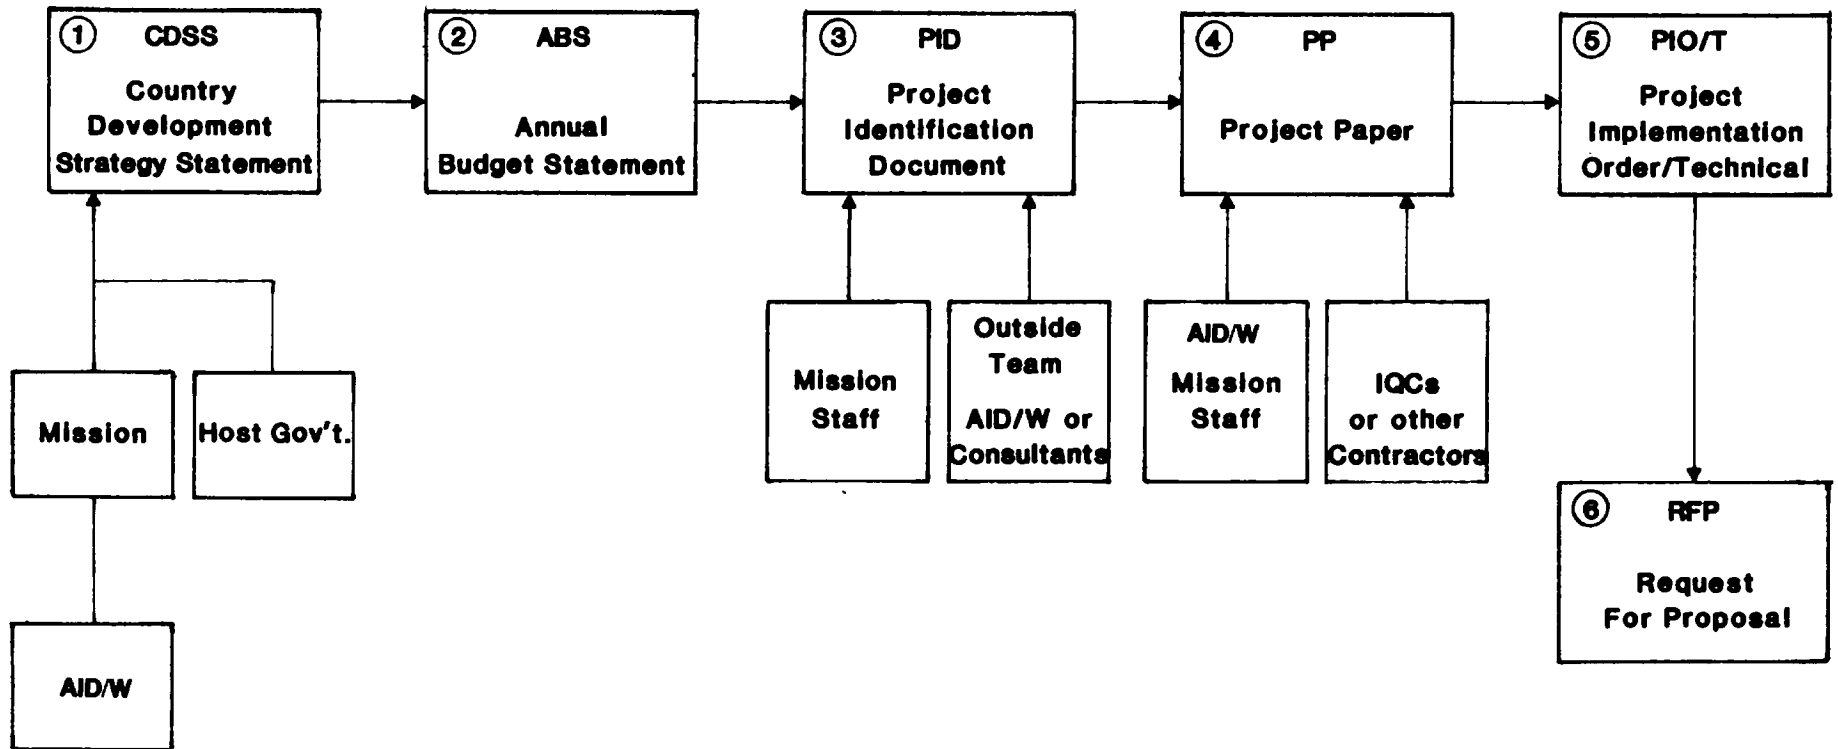 ① CDSS
Country
Development
Strategy Statement
② ABS
Annual
Budget Statement
③ PID
Project
Identification
Document
④ PP
Project Paper
⑤ PIO/T
Project
Implementation
Order/Technical
Mission
Host Gov't.
AID/W
Mission
Staff
Outside
Team
AID/W or
Consultants
AID/W
Mission
Staff
IQCs
or other
Contractors
⑥ RFP
Request
For Proposal